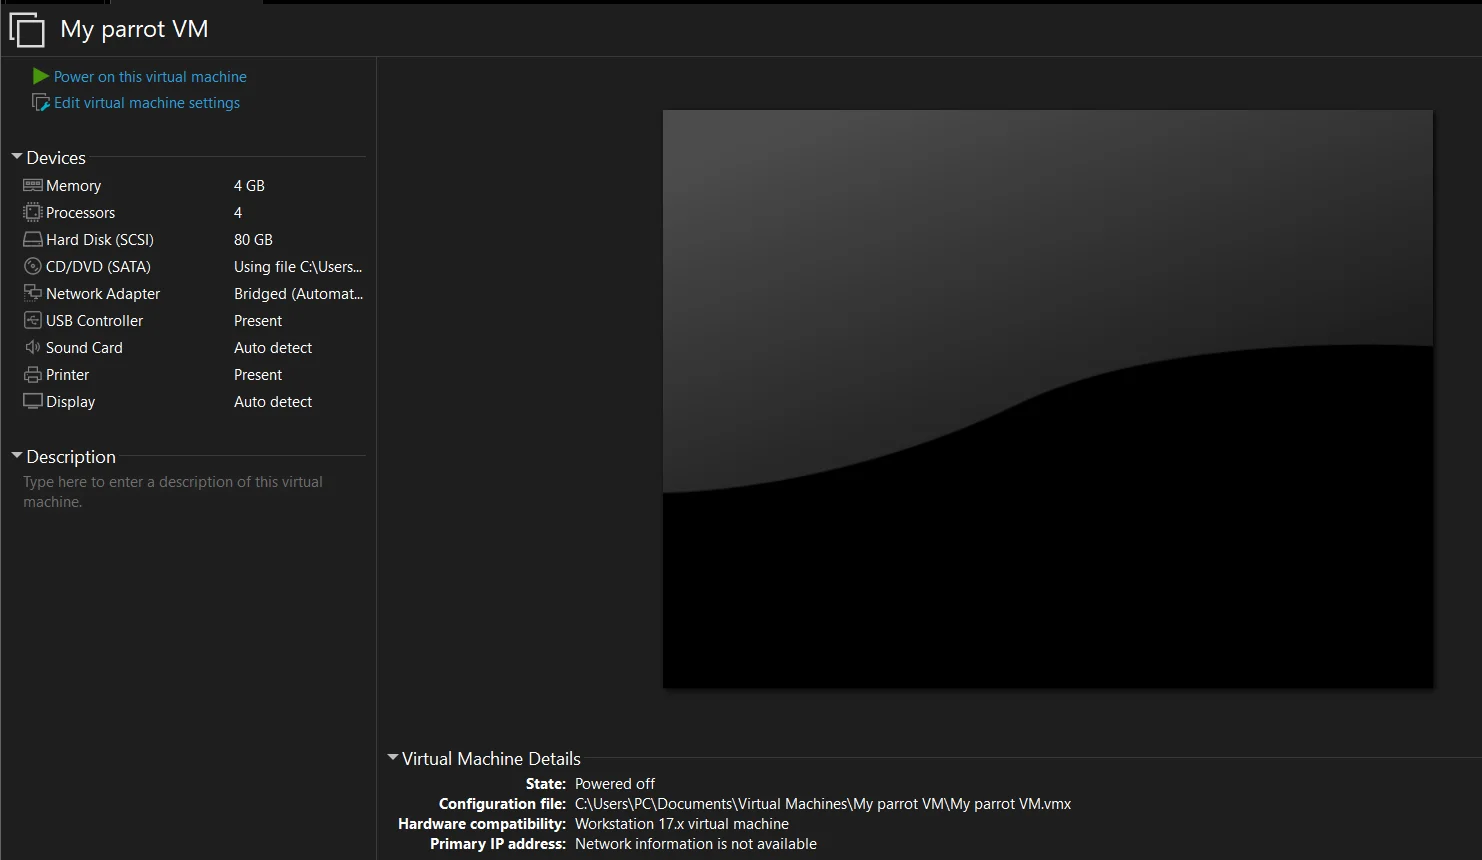 My parrot VM
Power on this virtual machine
Edit virtual machine settings
Devices
Memory 4 GB
Processors 4
Hard Disk (SCSI) 80 GB
CD/DVD (SATA) Using file C:\Users...
Network Adapter Bridged (Automat...
USB Controller Present
Sound Card Auto detect
Printer Present
Display Auto detect
Description
Type here to enter a description of this virtual
machine.
Virtual Machine Details
State: Powered off
Configuration file: C:\Users\PC\Documents\Virtual Machines\My parrot VM\My parrot VM.vmx
Hardware compatibility: Workstation 17.x virtual machine
Primary IP address: Network information is not available